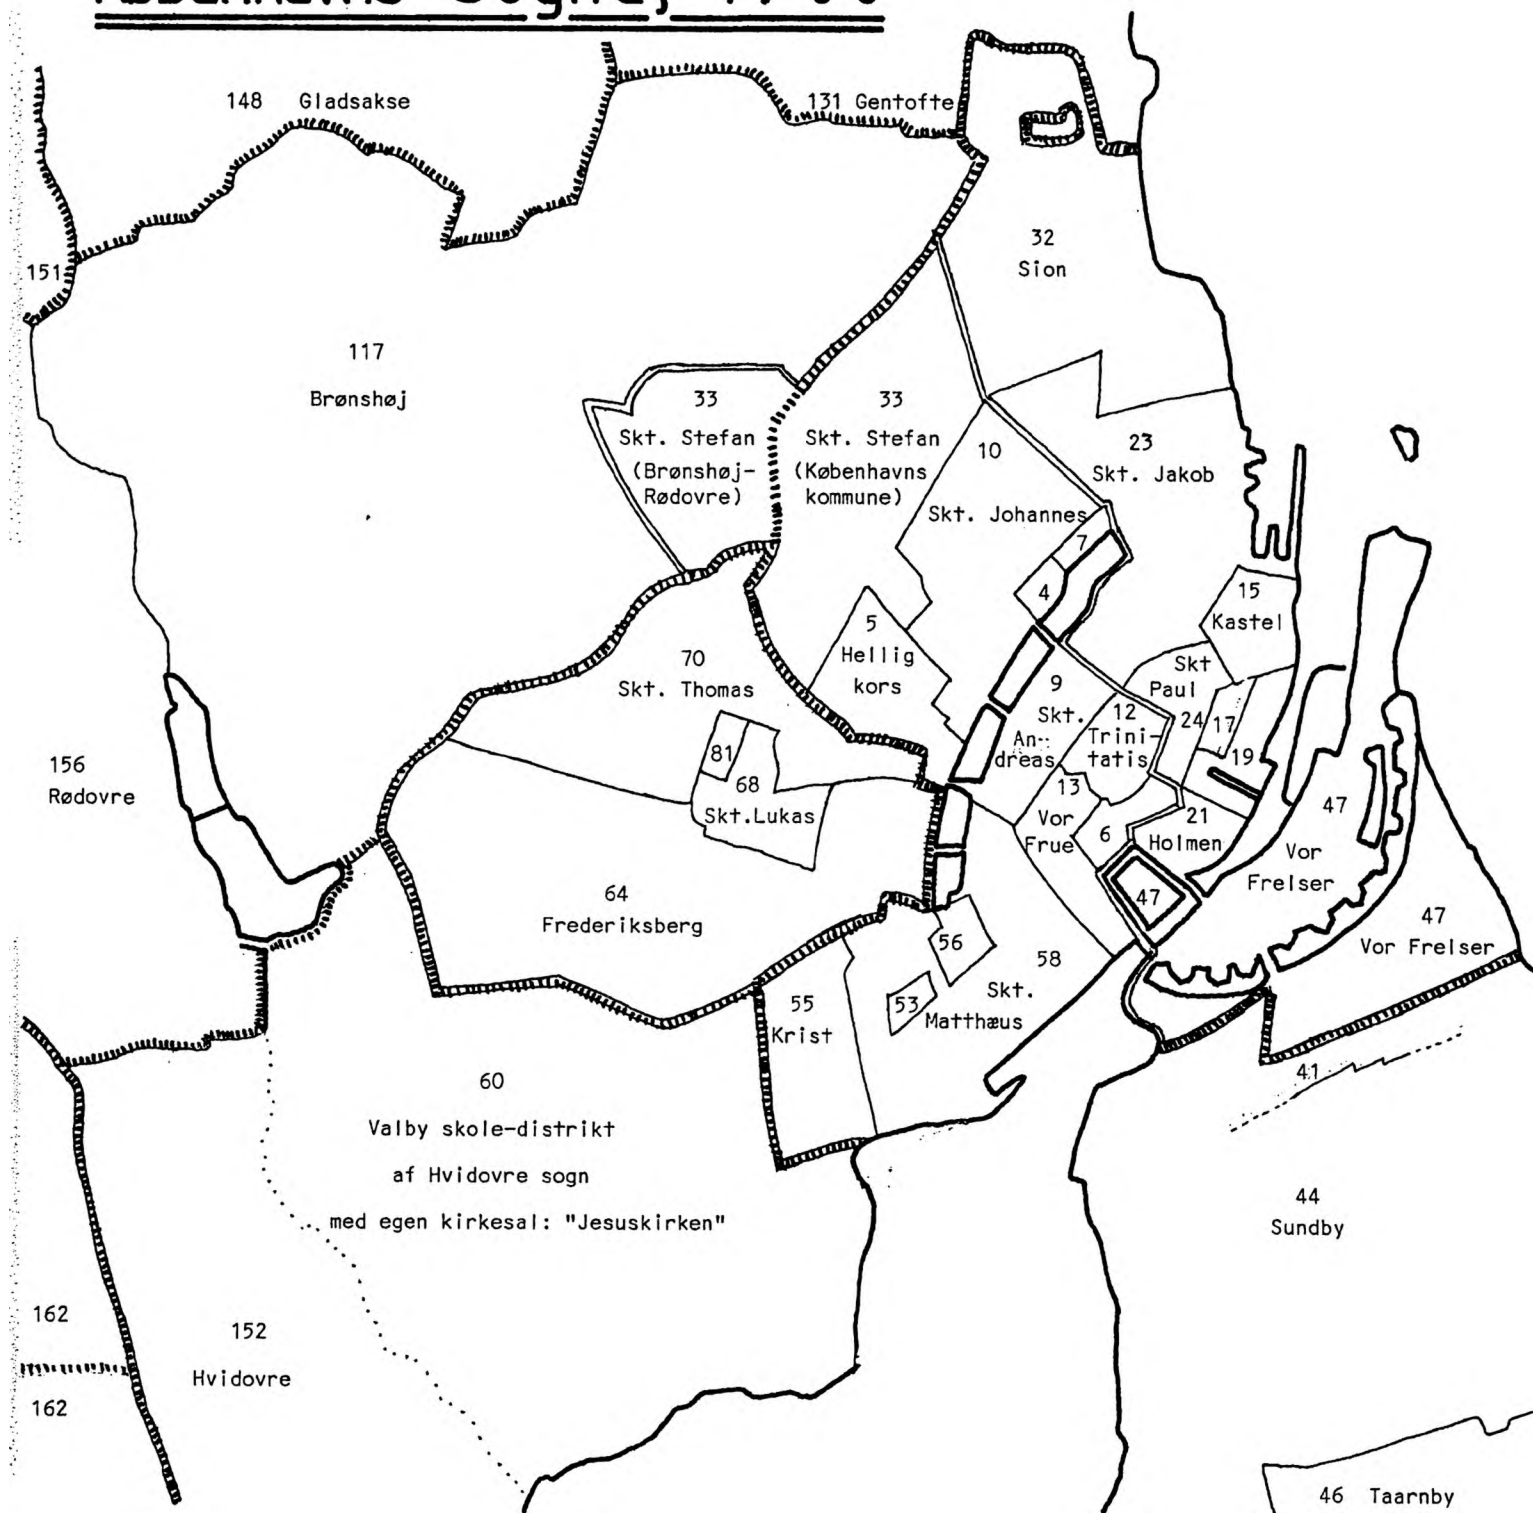 Københavns Sogne, 1900
148 Gladsakse
131 Gentofte
151
32
Sion
117
Brønshøj
33
Skt. Stefan
(Brønshøj-
Rødovre)
33
Skt. Stefan
(Københavns
kommune)
10
Skt. Johannes
23
Skt. Jakob
7
4
15
Kastel
5
Hellig
kors
70
Skt. Thomas
9
Skt.
An-
dreas
12
Trini-
tatis
Skt
Paul
24
17
19
81
68
Skt.Lukas
13
Vor
Frue
6
21
Holmen
47
Vor
Frelser
156
Rødovre
64
Frederiksberg
47
47
Vor Frelser
56
58
Skt.
Matthæus
53
55
Krist
60
Valby skole-distrikt
af Hvidovre sogn
med egen kirkesal: "Jesuskirken"
41
44
Sundby
162
152
Hvidovre
162
46 Taarnby